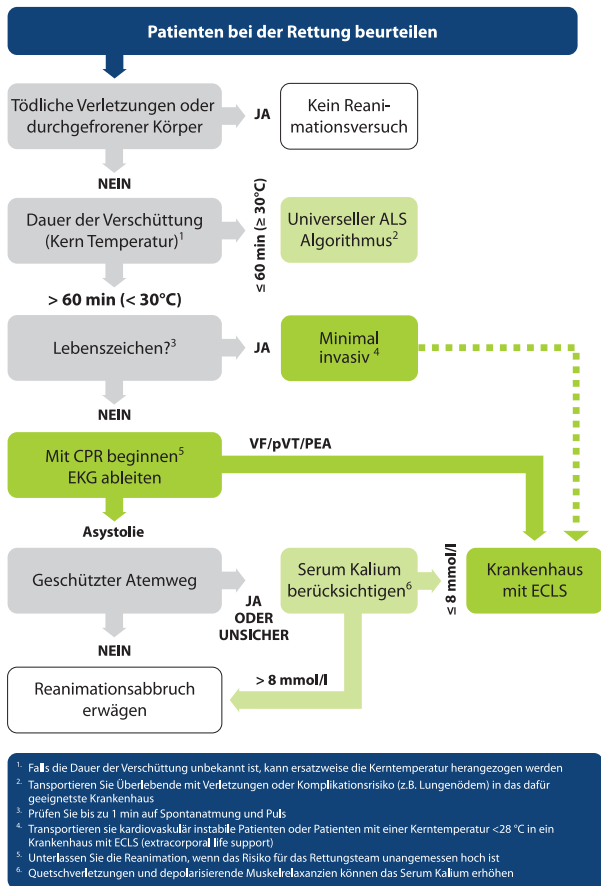 Patienten bei der Rettung beurteilen
Tödliche Verletzungen oder
durchgefrorener Körper
JA
Kein Reani-
mationsversuch
NEIN
Dauer der Verschüttung
(Kern Temperatur)¹
≤ 60 min (≥ 30°C)
Universeller ALS
Algorithmus²
> 60 min (< 30°C)
Lebenszeichen?³
JA
Minimal
invasiv ⁴
NEIN
Mit CPR beginnen⁵
EKG ableiten
VF/pVT/PEA
Asystolie
Geschützter Atemweg
JA
ODER
UNSICHER
Serum Kalium
berücksichtigen⁶
≤ 8 mmol/l
Krankenhaus
mit ECLS
NEIN
> 8 mmol/l
Reanimationsabbruch
erwägen
1. Falls die Dauer der Verschüttung unbekannt ist, kann ersatzweise die Kerntemperatur herangezogen werden
2. Tansportieren Sie Überlebende mit Verletzungen oder Komplikationsrisiko (z.B. Lungenödem) in das dafür
geeignetste Krankenhaus
3. Prüfen Sie bis zu 1 min auf Spontanatmung und Puls
4. Transportieren sie kardiovaskulär instabile Patienten oder Patienten mit einer Kerntemperatur <28 °C in ein
Krankenhaus mit ECLS (extracorporal life support)
5. Unterlassen Sie die Reanimation, wenn das Risiko für das Rettungsteam unangemessen hoch ist
6. Quetschverletzungen und depolarisierende Muskelrelaxanzien können das Serum Kalium erhöhen